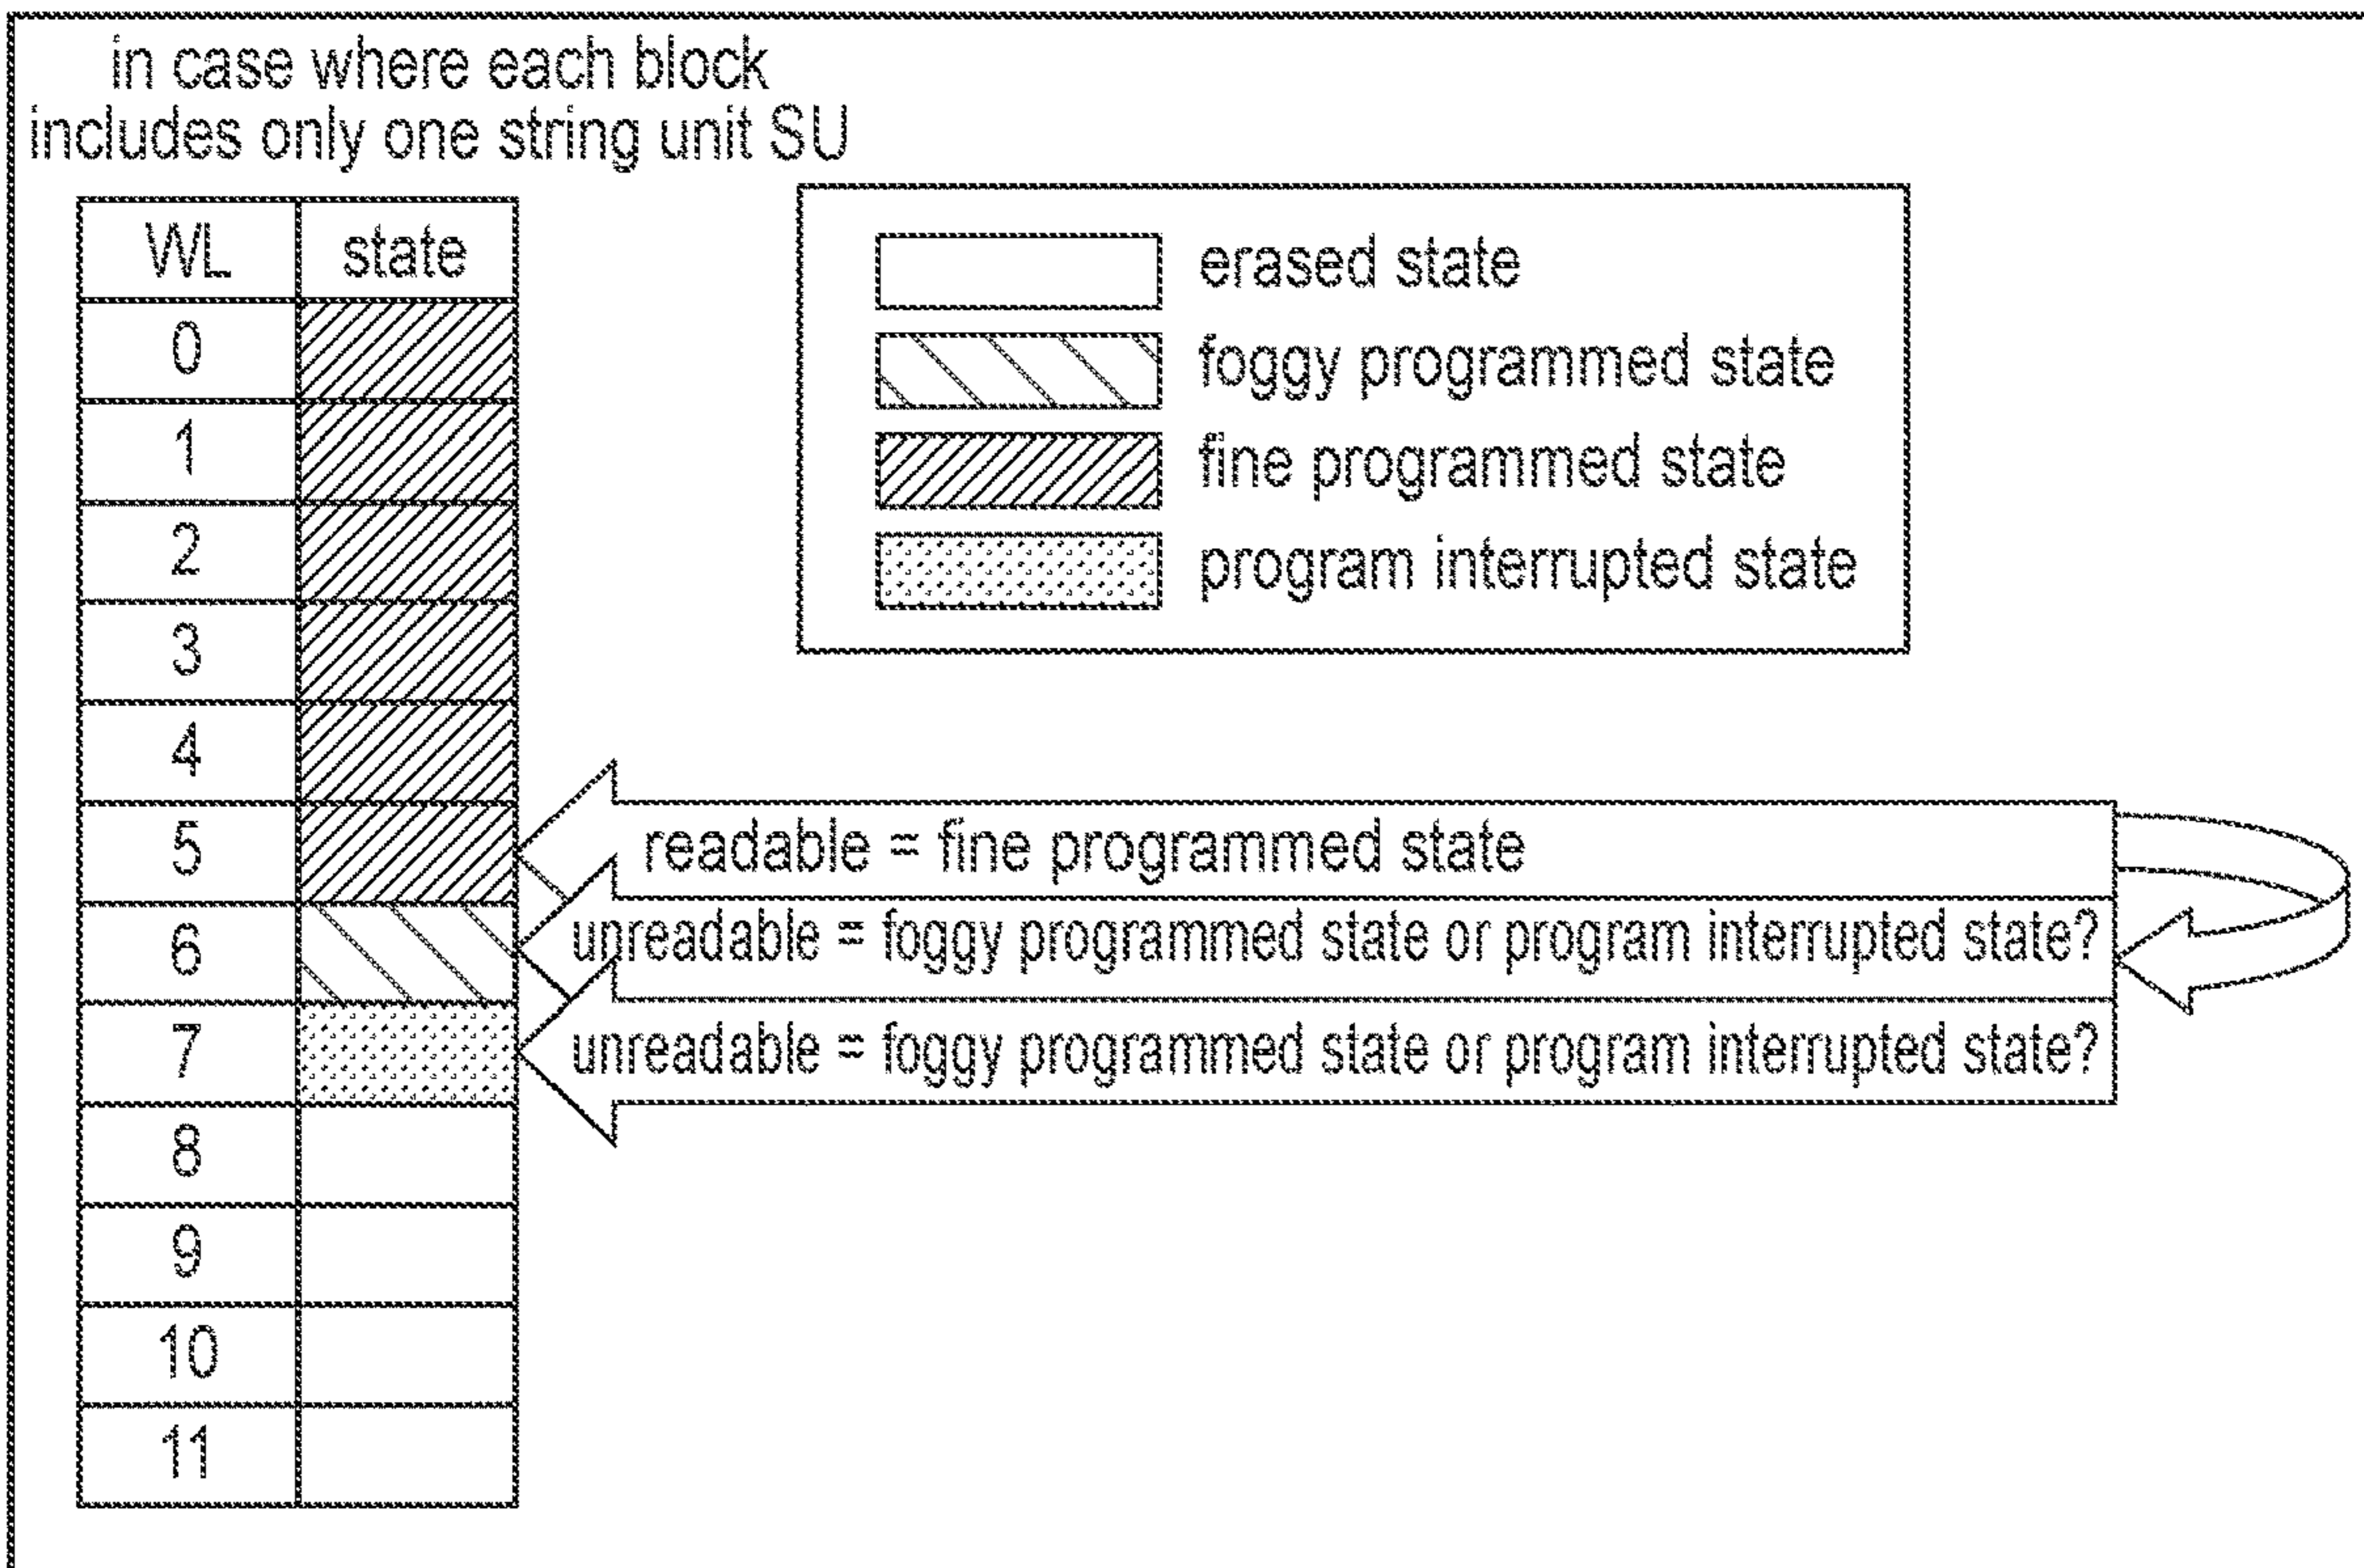 in case where each block
includes only one string unit SU
WL state
0
1
2
3
4
5
6
7
8
9
10
11
erased state
foggy programmed state
fine programmed state
program interrupted state
readable = fine programmed state
unreadable = foggy programmed state or program interrupted state?
unreadable = foggy programmed state or program interrupted state?